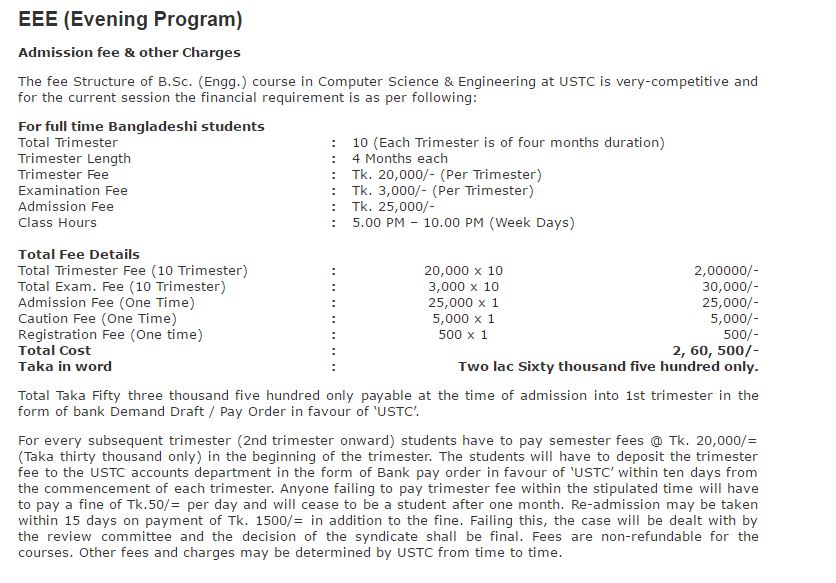 EEE (Evening Program)
Admission fee & other Charges
The fee Structure of B.Sc. (Engg.) course in Computer Science & Engineering at USTC is very-competitive and
for the current session the financial requirement is as per following:
For full time Bangladeshi students
Total Trimester : 10 (Each Trimester is of four months duration)
Trimester Length : 4 Months each
Trimester Fee : Tk. 20,000/- (Per Trimester)
Examination Fee : Tk. 3,000/- (Per Trimester)
Admission Fee : Tk. 25,000/-
Class Hours : 5.00 PM – 10.00 PM (Week Days)
Total Fee Details
Total Trimester Fee (10 Trimester) : 20,000 x 10 2,00000/-
Total Exam. Fee (10 Trimester) : 3,000 x 10 30,000/-
Admission Fee (One Time) : 25,000 x 1 25,000/-
Caution Fee (One Time) : 5,000 x 1 5,000/-
Registration Fee (One time) : 500 x 1 500/-
Total Cost : 2, 60, 500/-
Taka in word : Two lac Sixty thousand five hundred only.
Total Taka Fifty three thousand five hundred only payable at the time of admission into 1st trimester in the
form of bank Demand Draft / Pay Order in favour of ‘USTC’.
For every subsequent trimester (2nd trimester onward) students have to pay semester fees @ Tk. 20,000/=
(Taka thirty thousand only) in the beginning of the trimester. The students will have to deposit the trimester
fee to the USTC accounts department in the form of Bank pay order in favour of ‘USTC’ within ten days from
the commencement of each trimester. Anyone failing to pay trimester fee within the stipulated time will have
to pay a fine of Tk.50/= per day and will cease to be a student after one month. Re-admission may be taken
within 15 days on payment of Tk. 1500/= in addition to the fine. Failing this, the case will be dealt with by
the review committee and the decision of the syndicate shall be final. Fees are non-refundable for the
courses. Other fees and charges may be determined by USTC from time to time.